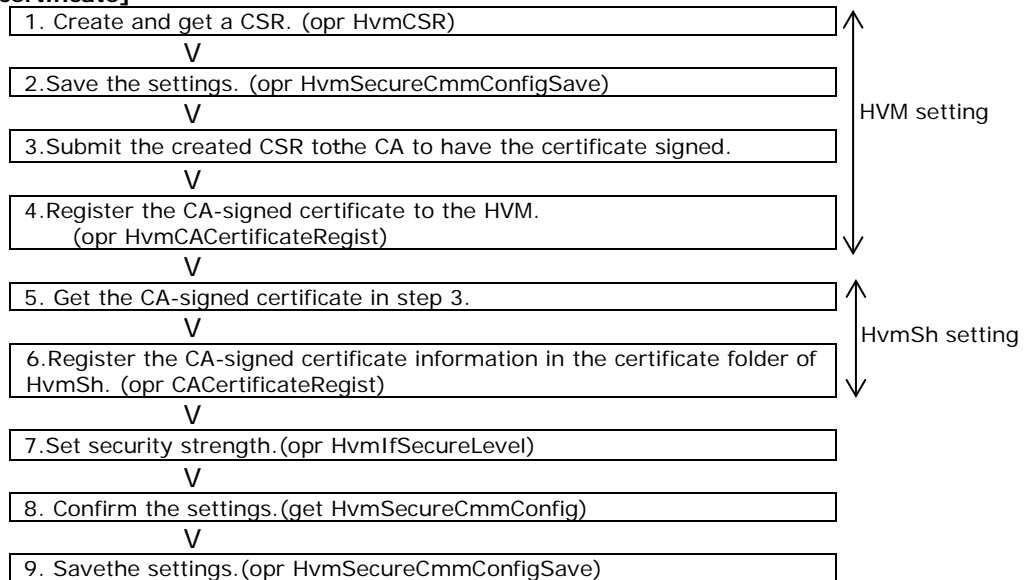 certificate]
1. Create and get a CSR. (opr HvmCSR)
V
2.Save the settings. (opr HvmSecureCmmConfigSave)
V
HVM setting
3.Submit the created CSR tothe CA to have the certificate signed.
V
4.Register the CA-signed certificate to the HVM.
(opr HvmCACertificateRegist)
V
5. Get the CA-signed certificate in step 3.
V
HvmSh setting
6.Register the CA-signed certificate information in the certificate folder of
HvmSh. (opr CACertificateRegist)
V
7.Set security strength.(opr HvmIfSecureLevel)
V
8. Confirm the settings.(get HvmSecureCmmConfig)
V
9. Savethe settings.(opr HvmSecureCmmConfigSave)